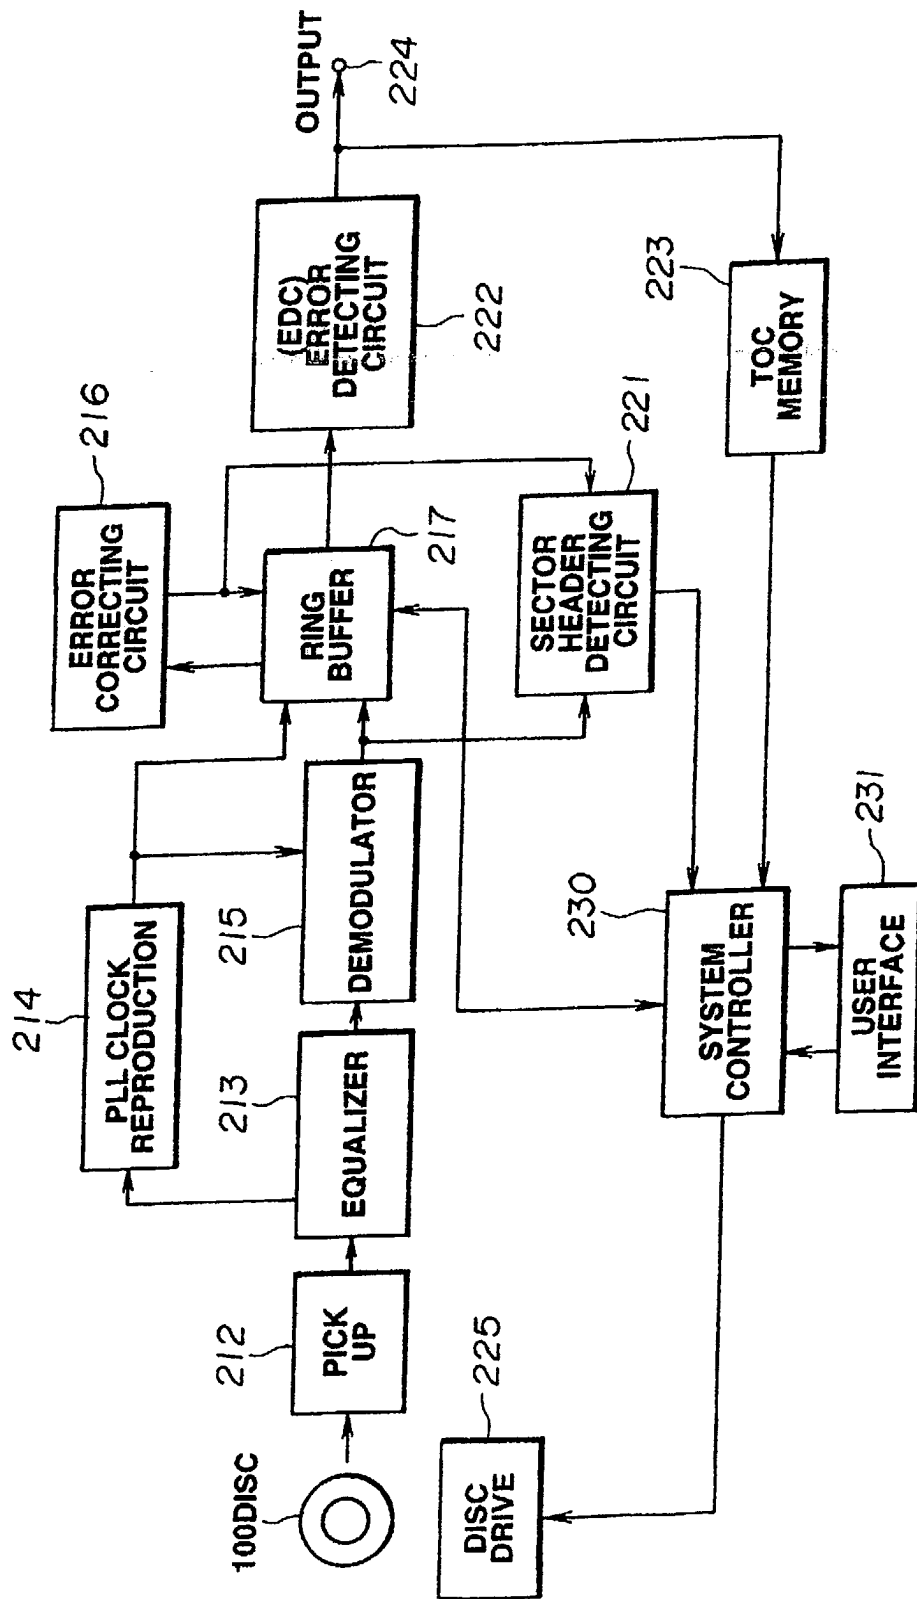 100DISC
212
PICK
UP
213
EQUALIZER
214
PLL CLOCK
REPRODUCTION
215
DEMODULATOR
216
ERROR
CORRECTING
CIRCUIT
217
RING
BUFFER
(EDC)
ERROR
DETECTING
CIRCUIT
222
OUTPUT
224
221
SECTOR
HEADER
DETECTING
CIRCUIT
223
TOC
MEMORY
225
DISC
DRIVE
230
SYSTEM
CONTROLLER
231
USER
INTERFACE